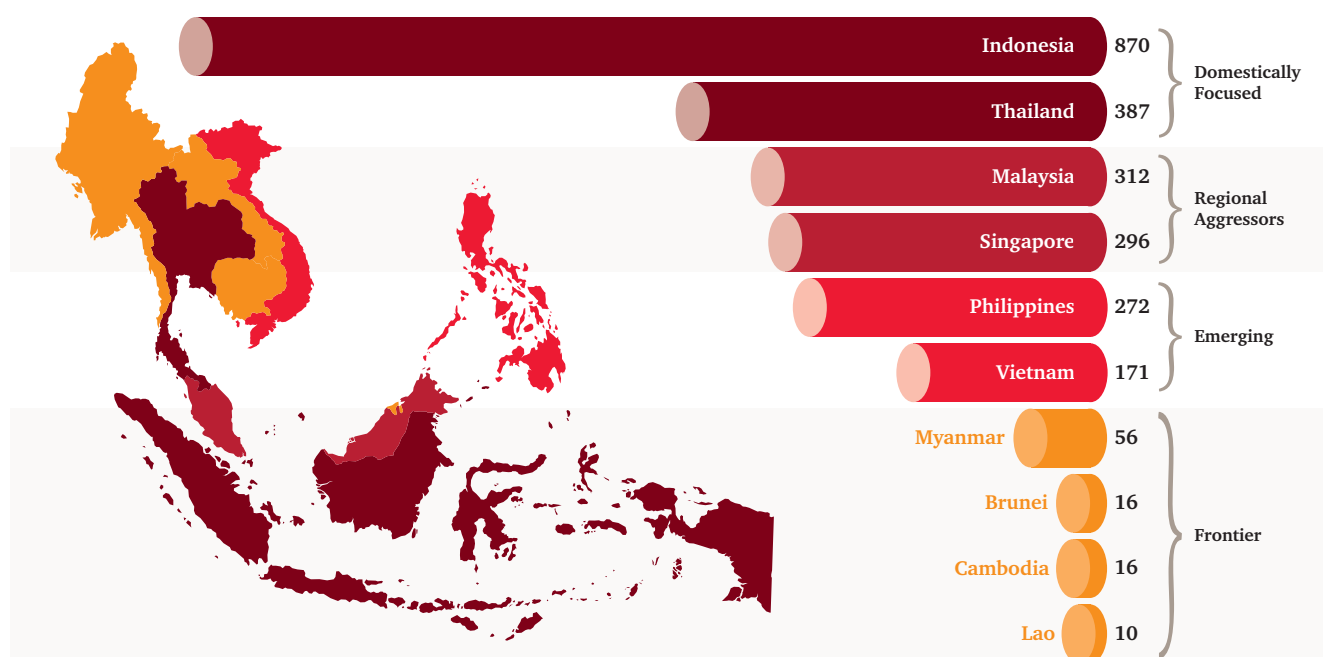 Indonesia 870
Thailand 387
Domestically
Focused
Malaysia 312
Singapore 296
Regional
Aggressors
Philippines 272
Vietnam 171
Emerging
Myanmar 56
Brunei 16
Cambodia 16
Lao 10
Frontier